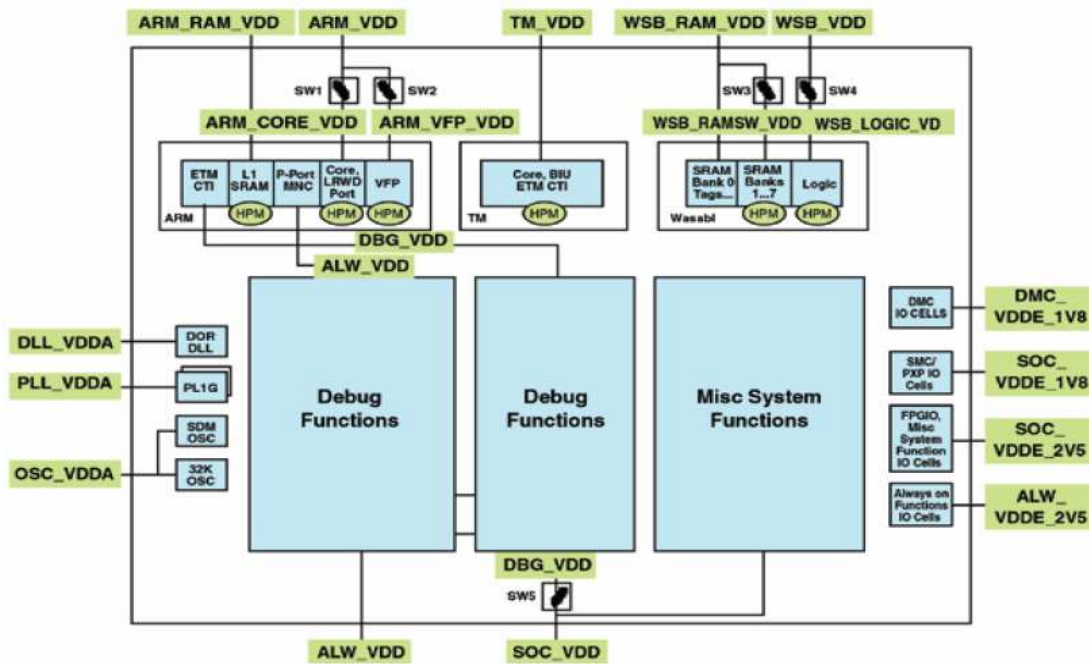 ARM_RAM_VDD
ARM_VDD
TM_VDD
WSB_RAM_VDD
WSB_VDD
SW1
SW2
SW3
SW4
ARM_CORE_VDD
ARM_VFP_VDD
WSB_RAMSW_VDD
WSB_LOGIC_VD
ETM
CTI
L1
SRAM
P-Port
MNC
Core,
LRWD
Port
VFP
HPM
HPM
HPM
ARM
Core, BIU
ETM CTI
HPM
TM
SRAM
Bank 0
Tags...
SRAM
Banks
1...7
Logic
HPM
HPM
Wasabl
DBG_VDD
ALW_VDD
DLL_VDDA
DOR
DLL
PLL_VDDA
PL1G
SDM
OSC
OSC_VDDA
32K
OSC
Debug
Functions
Debug
Functions
Misc System
Functions
DMC
IO CELLS
DMC_
VDDE_1V8
SMC/
PXP IO
Cells
SOC_
VDDE_1V8
FPGIO,
Misc
System
Function
IO Cells
SOC_
VDDE_2V5
Always on
Functions
IO Cells
ALW_
VDDE_2V5
DBG_VDD
SW5
ALW_VDD
SOC_VDD